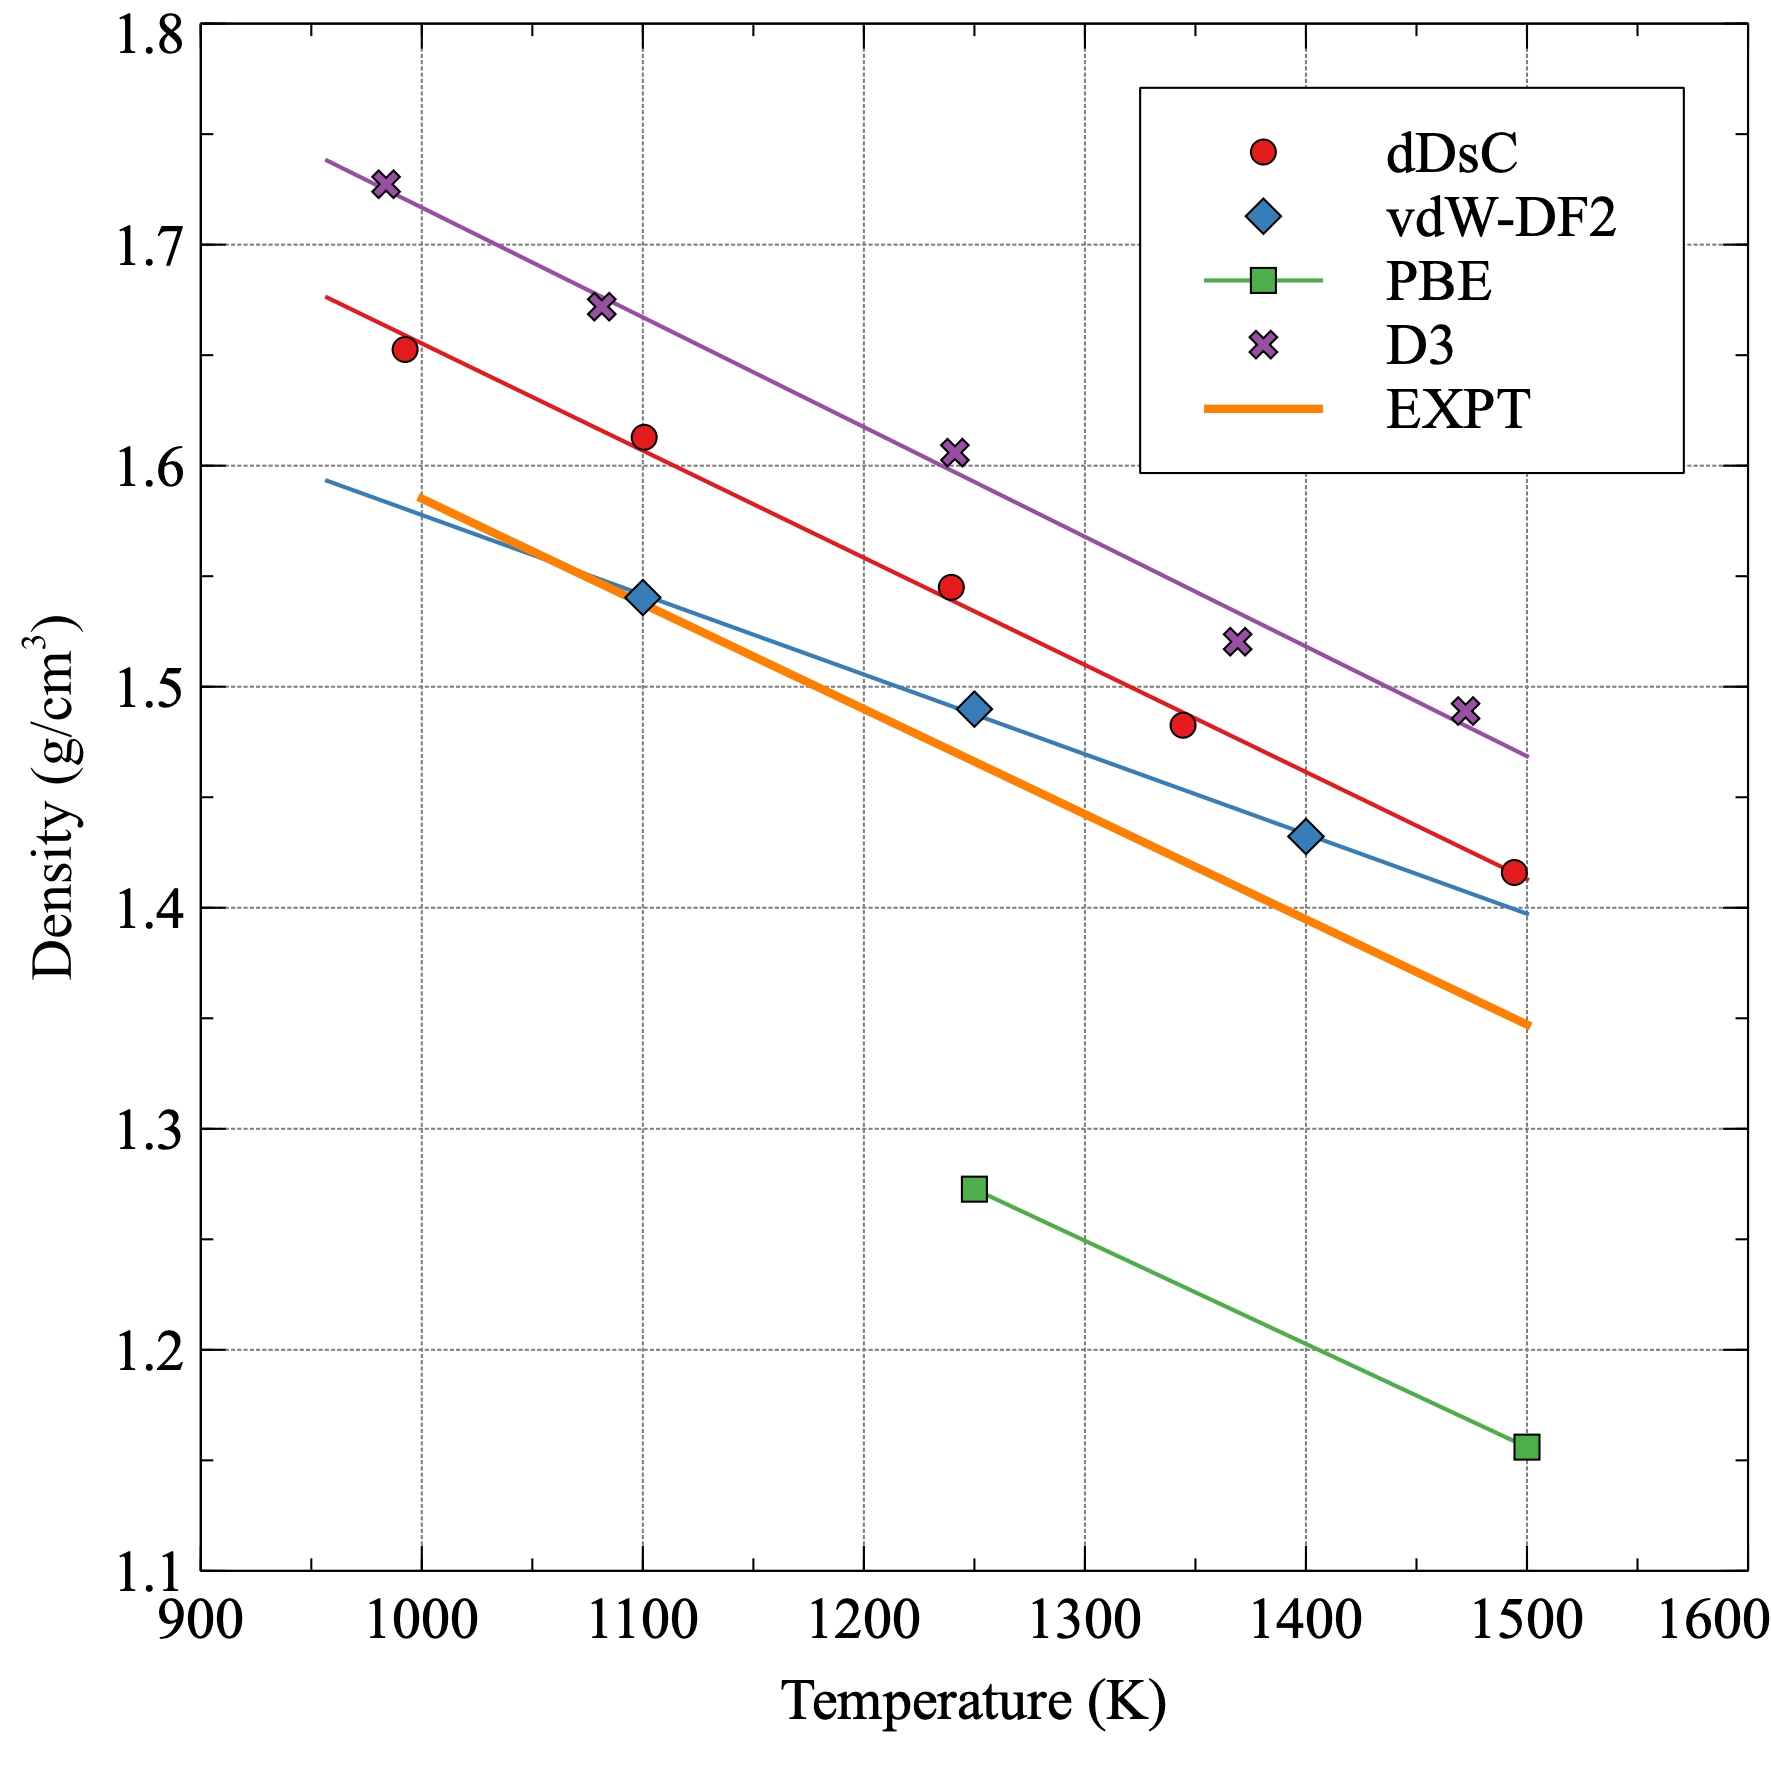 1.8
1.7
1.6
1.5
1.4
1.3
1.2
1.1
Density (g/cm³)
dDsC
vdW-DF2
PBE
D3
EXPT
900 1000 1100 1200 1300 1400 1500 1600
Temperature (K)